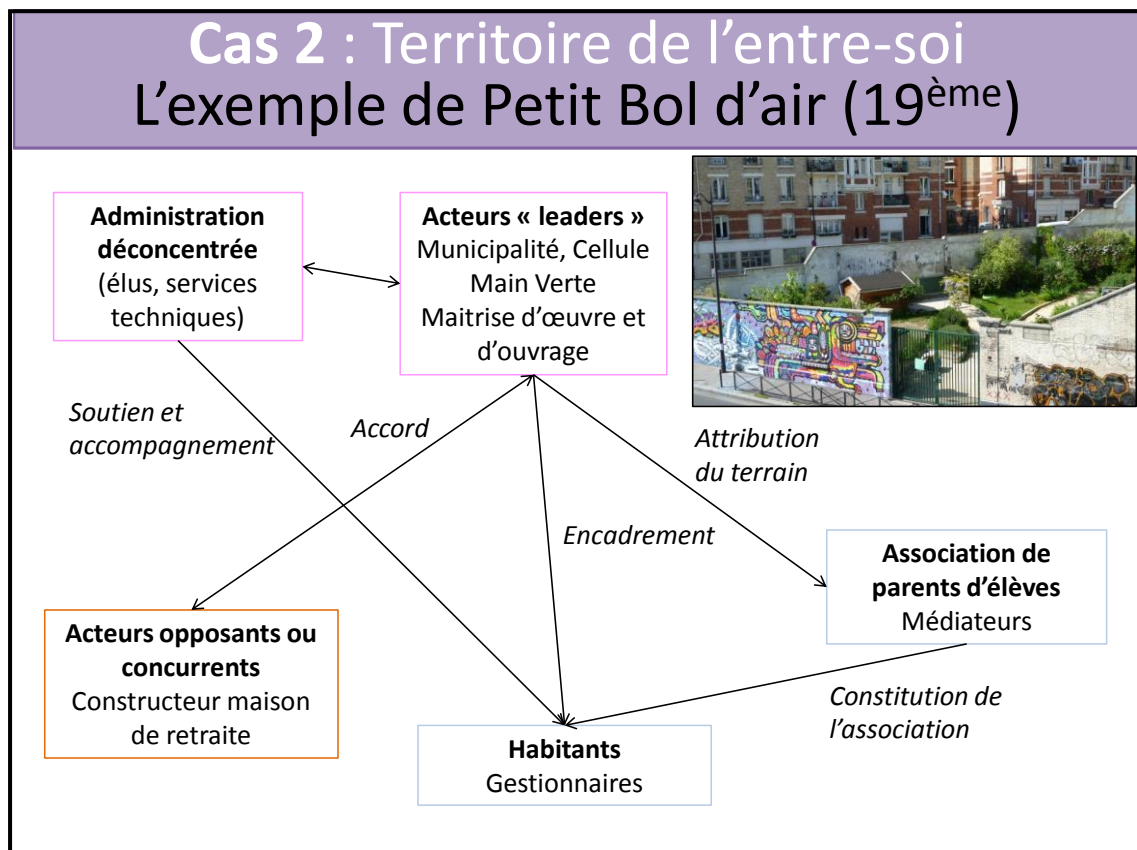 Cas 2 : Territoire de l'entre-soi
L'exemple de Petit Bol d'air (19ème)
Administration
déconcentrée
(élus, services
techniques)
Acteurs « leaders »
Municipalité, Cellule
Main Verte
Maitrise d'œuvre et
d'ouvrage
Soutien et
accompagnement
Accord
Attribution
du terrain
Encadrement
Association de
parents d'élèves
Médiateurs
Acteurs opposants ou
concurrents
Constructeur maison
de retraite
Constitution de
l'association
Habitants
Gestionnaires